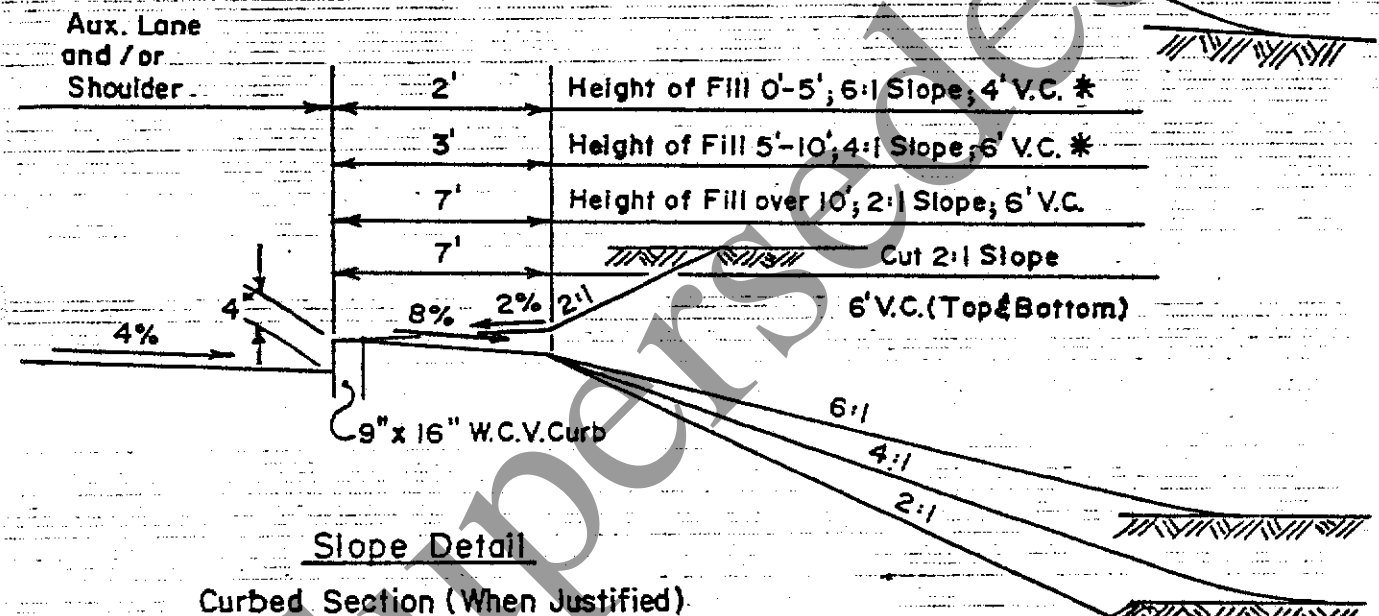 Aux. Lane
and / or
Shoulder
2' Height of Fill 0'-5'; 6:1 Slope; 4' V.C. *
3' Height of Fill 5'-10'; 4:1 Slope; 6' V.C. *
7' Height of Fill over 10'; 2:1 Slope; 6' V.C.
7' Cut 2:1 Slope
6' V.C. (Top & Bottom)
4" 8% 2% 2:1
4%
9" x 16" W.C.V. Curb
6:1
4:1
2:1
Slope Detail
Curbed Section (When Justified)